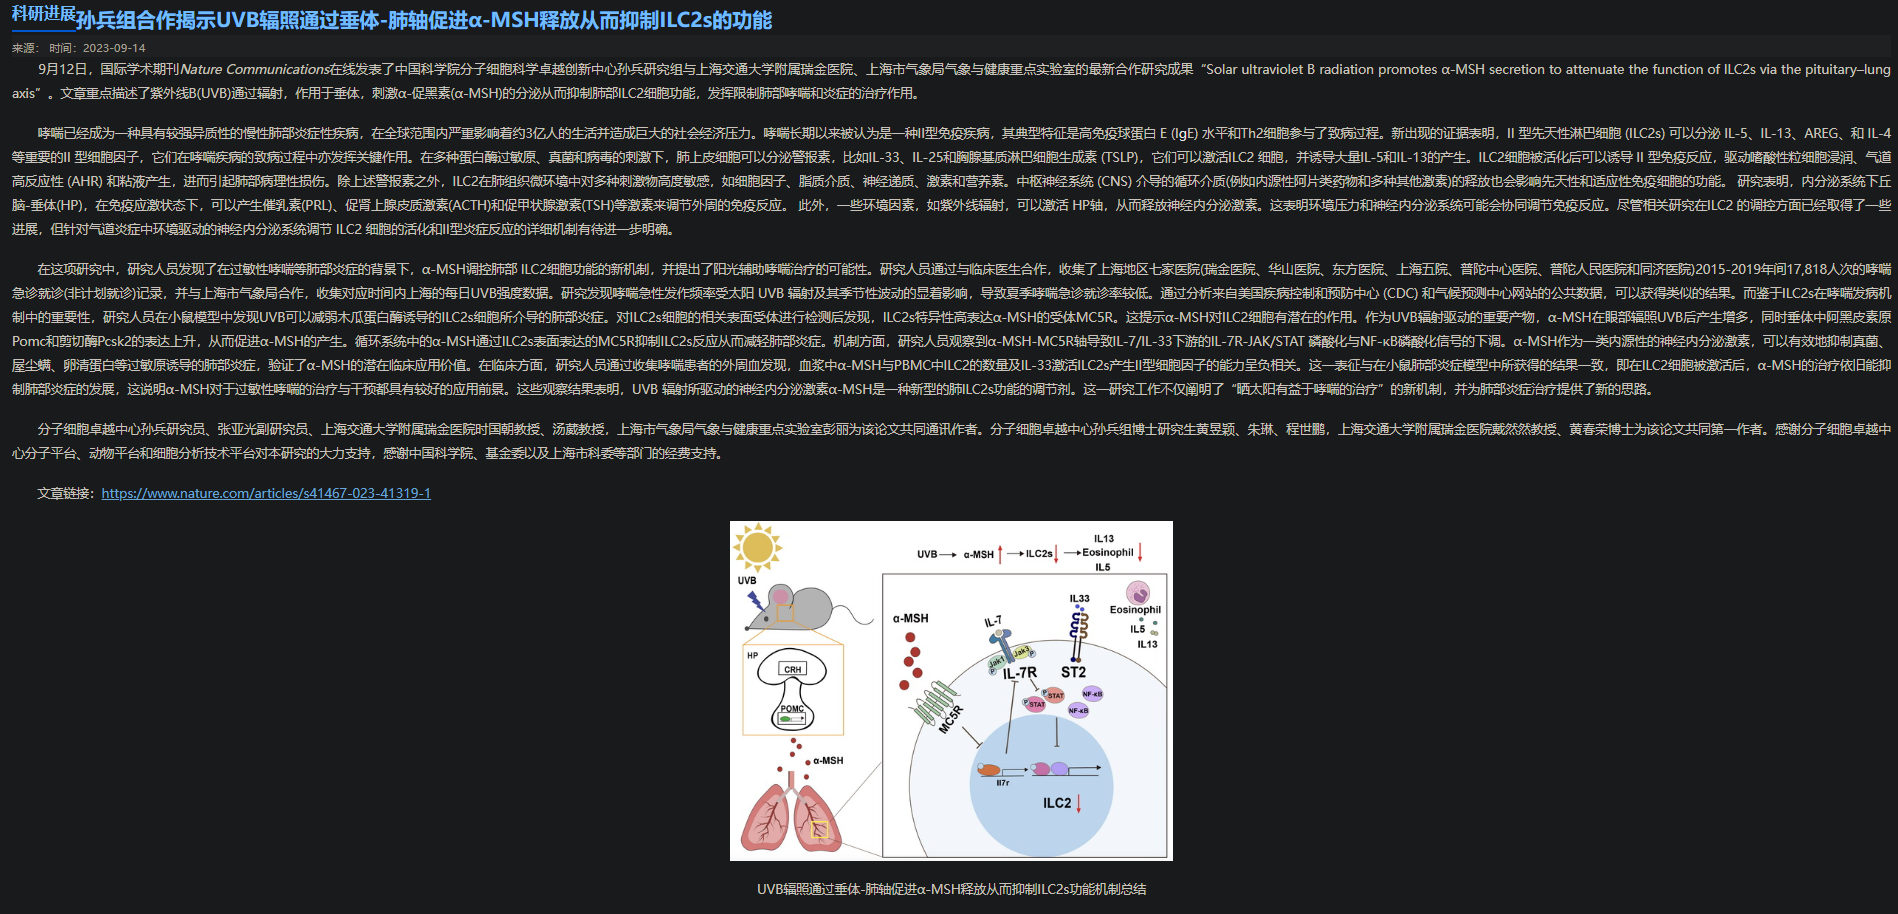 科研进展
孙兵组合作揭示UVB辐照通过垂体-肺轴促进α-MSH释放从而抑制ILC2s的功能
来源： 时间：2023-09-14
9月12日，国际学术期刊Nature Communications在线发表了中国科学院分子细胞科学卓越创新中心孙兵研究组与上海交通大学附属瑞金医院、上海市气象局气象与健康重点实验室的最新合作研究成果“Solar ultraviolet B radiation promotes α-MSH secretion to attenuate the function of ILC2s via the pituitary–lung
axis”。文章重点描述了紫外线B(UVB)通过辐射，作用于垂体，刺激α-促黑素(α-MSH)的分泌从而抑制肺部ILC2细胞功能，发挥限制肺部哮喘和炎症的治疗作用。
哮喘已经成为一种具有较强异质性的慢性肺部炎症性疾病，在全球范围内严重影响着约3亿人的生活并造成巨大的社会经济压力。哮喘长期以来被认为是一种II型免疫疾病，其典型特征是高免疫球蛋白 E (IgE) 水平和Th2细胞参与了致病过程。新出现的证据表明，II 型先天性淋巴细胞 (ILC2s) 可以分泌 IL-5、IL-13、AREG、和 IL-4
等重要的II 型细胞因子，它们在哮喘疾病的致病过程中亦发挥关键作用。在多种蛋白酶过敏原、真菌和病毒的刺激下，肺上皮细胞可以分泌警报素，比如IL-33、IL-25和胸腺基质淋巴细胞生成素 (TSLP)，它们可以激活ILC2 细胞，并诱导大量IL-5和IL-13的产生。ILC2细胞被活化后可以诱导 II 型免疫反应，驱动嗜酸性粒细胞浸润、气道
高反应性 (AHR) 和粘液产生，进而引起肺部病理性损伤。除上述警报素之外，ILC2在肺组织微环境中对多种刺激物高度敏感，如细胞因子、脂质介质、神经递质、激素和营养素。中枢神经系统 (CNS) 介导的循环介质(例如内源性阿片类药物和多种其他激素)的释放也会影响先天性和适应性免疫细胞的功能。 研究表明，内分泌系统下丘
脑-垂体(HP)，在免疫应激状态下，可以产生催乳素(PRL)、促肾上腺皮质激素(ACTH)和促甲状腺激素(TSH)等激素来调节外周的免疫反应。 此外，一些环境因素，如紫外线辐射，可以激活 HP轴，从而释放神经内分泌激素。这表明环境压力和神经内分泌系统可能会协同调节免疫反应。尽管相关研究在ILC2 的调控方面已经取得了一些
进展，但针对气道炎症中环境驱动的神经内分泌系统调节 ILC2 细胞的活化和II型炎症反应的详细机制有待进一步明确。
在这项研究中，研究人员发现了在过敏性哮喘等肺部炎症的背景下，α-MSH调控肺部 ILC2细胞功能的新机制，并提出了阳光辅助哮喘治疗的可能性。研究人员通过与临床医生合作，收集了上海地区七家医院(瑞金医院、华山医院、东方医院、上海五院、普陀中心医院、普陀人民医院和同济医院)2015-2019年间17,818人次的哮喘
急诊就诊(非计划就诊)记录，并与上海市气象局合作，收集对应时间内上海的每日UVB强度数据。研究发现哮喘急性发作频率受太阳 UVB 辐射及其季节性波动的显着影响，导致夏季哮喘急诊就诊率较低。通过分析来自美国疾病控制和预防中心 (CDC) 和气候预测中心网站的公共数据，可以获得类似的结果。而鉴于ILC2s在哮喘发病机
制中的重要性，研究人员在小鼠模型中发现UVB可以减弱木瓜蛋白酶诱导的ILC2s细胞所介导的肺部炎症。对ILC2s细胞的相关表面受体进行检测后发现，ILC2s特异性高表达α-MSH的受体MC5R。这提示α-MSH对ILC2细胞有潜在的作用。作为UVB辐射驱动的重要产物，α-MSH在眼部辐照UVB后产生增多，同时垂体中阿黑皮素原
Pomc和剪切酶Pcsk2的表达上升，从而促进α-MSH的产生。循环系统中的α-MSH通过ILC2s表面表达的MC5R抑制ILC2s反应从而减轻肺部炎症。机制方面，研究人员观察到α-MSH-MC5R轴导致IL-7/IL-33下游的IL-7R-JAK/STAT 磷酸化与NF-κB磷酸化信号的下调。α-MSH作为一类内源性的神经内分泌激素，可以有效地抑制真菌、
屋尘螨、卵清蛋白等过敏原诱导的肺部炎症，验证了α-MSH的潜在临床应用价值。在临床方面，研究人员通过收集哮喘患者的外周血发现，血浆中α-MSH与PBMC中ILC2的数量及IL-33激活ILC2s产生II型细胞因子的能力呈负相关。这一表征与在小鼠肺部炎症模型中所获得的结果一致，即在ILC2细胞被激活后，α-MSH的治疗依旧能抑
制肺部炎症的发展，这说明α-MSH对于过敏性哮喘的治疗与干预都具有较好的应用前景。这些观察结果表明，UVB 辐射所驱动的神经内分泌激素α-MSH是一种新型的肺ILC2s功能的调节剂。这一研究工作不仅阐明了“晒太阳有益于哮喘的治疗”的新机制，并为肺部炎症治疗提供了新的思路。
分子细胞卓越中心孙兵研究员、张亚光副研究员、上海交通大学附属瑞金医院时国朝教授、汤葳教授，上海市气象局气象与健康重点实验室彭丽为该论文共同通讯作者。分子细胞卓越中心孙兵组博士研究生黄昱颖、朱琳、程世鹏，上海交通大学附属瑞金医院戴然然教授、黄春荣博士为该论文共同第一作者。感谢分子细胞卓越中
心分子平台、动物平台和细胞分析技术平台对本研究的大力支持，感谢中国科学院、基金委以及上海市科委等部门的经费支持。
文章链接：https://www.nature.com/articles/s41467-023-41319-1
UVB
α-MSH
ILC2s
IL13
Eosinophil
IL5
UVB
HP
CRH
POMC
α-MSH
α-MSH
IL-7
Jak1
P
Jak3
P
IL-7R
IL33
ST2
Eosinophil
IL5
IL13
MC5R
P
STAT
P
STAT
NF-κB
NF-κB
Il7r
ILC2
UVB辐照通过垂体-肺轴促进α-MSH释放从而抑制ILC2s功能机制总结